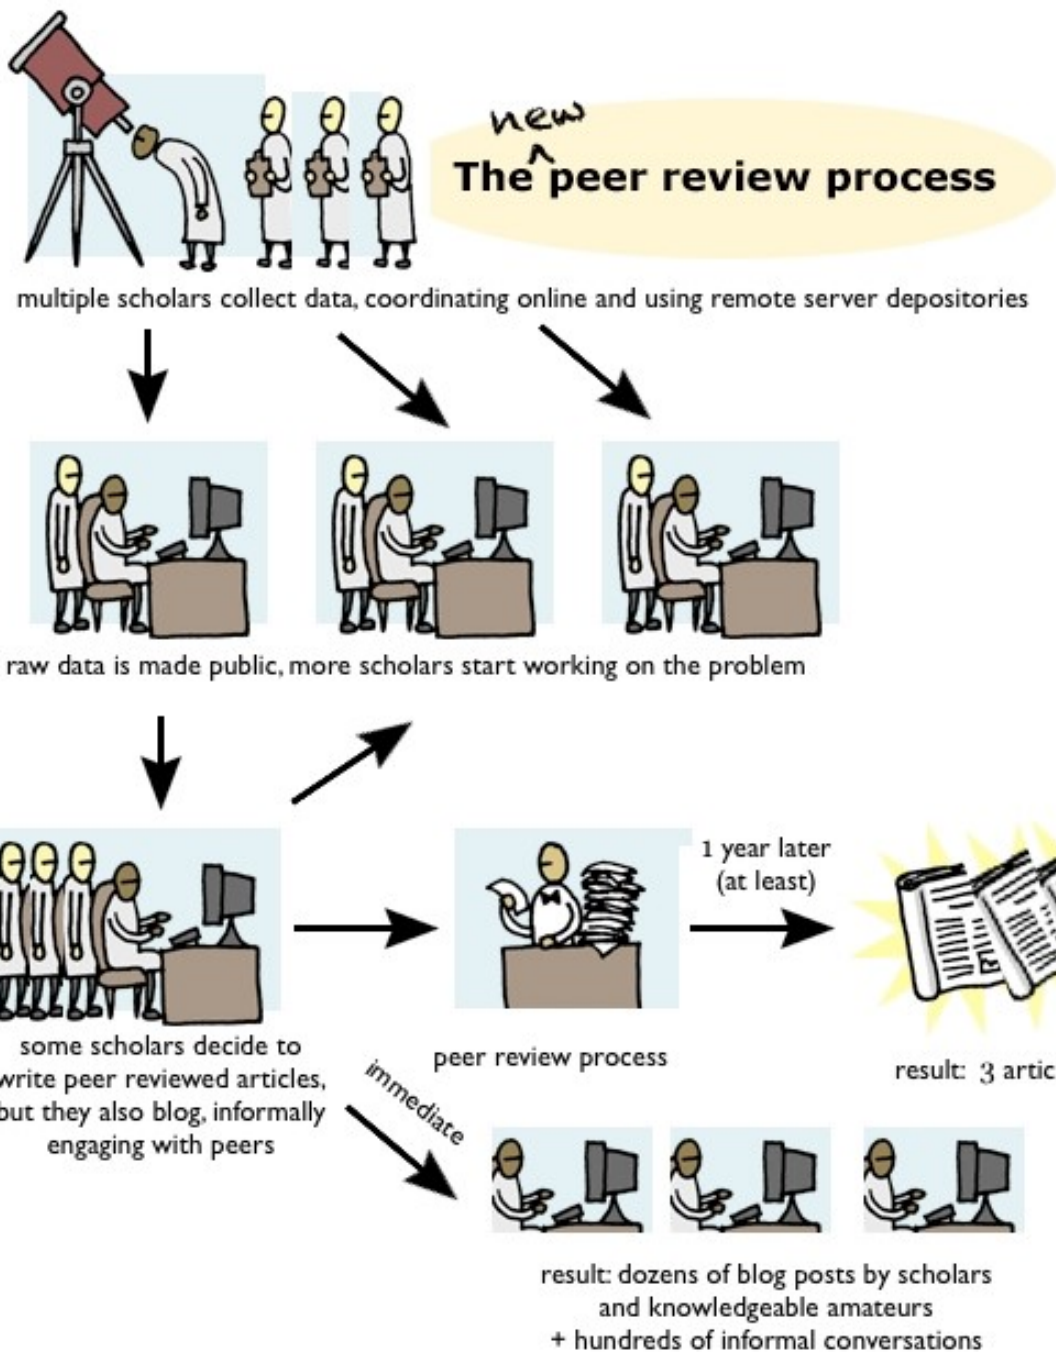 new
The peer review process
multiple scholars collect data, coordinating online and using remote server depositories
raw data is made public, more scholars start working on the problem
1 year later
(at least)
some scholars decide to
write peer reviewed articles,
but they also blog, informally
engaging with peers
peer review process
result: 3
immediate
result: dozens of blog posts by scholars
and knowledgeable amateurs
+ hundreds of informal conversations